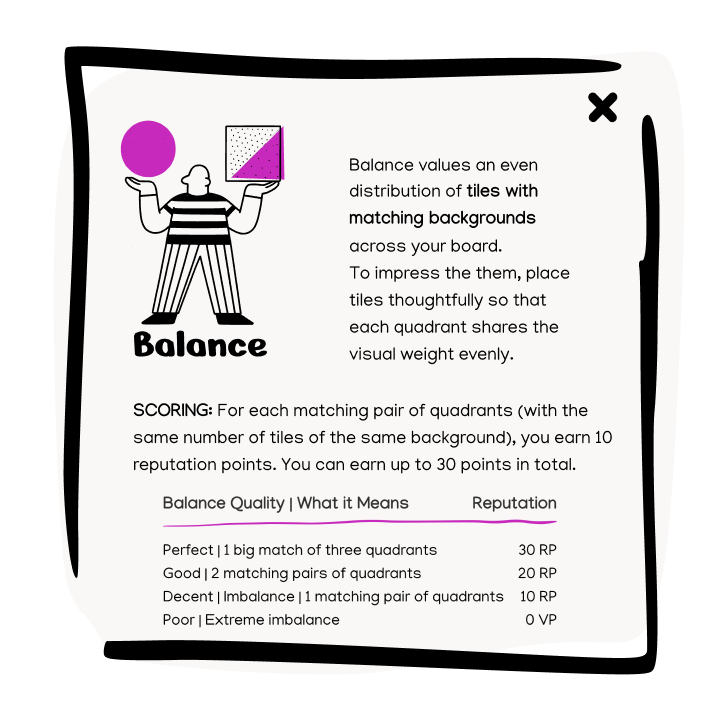 Balance values an even
distribution of tiles with
matching backgrounds
across your board.
To impress the them, place
tiles thoughtfully so that
each quadrant shares the
visual weight evenly.
Balance
SCORING: For each matching pair of quadrants (with the
same number of tiles of the same background), you earn 10
reputation points. You can earn up to 30 points in total.
Balance Quality | What it Means Reputation
Perfect | 1 big match of three quadrants 30 RP
Good | 2 matching pairs of quadrants 20 RP
Decent | Imbalance | 1 matching pair of quadrants 10 RP
Poor | Extreme imbalance 0 VP